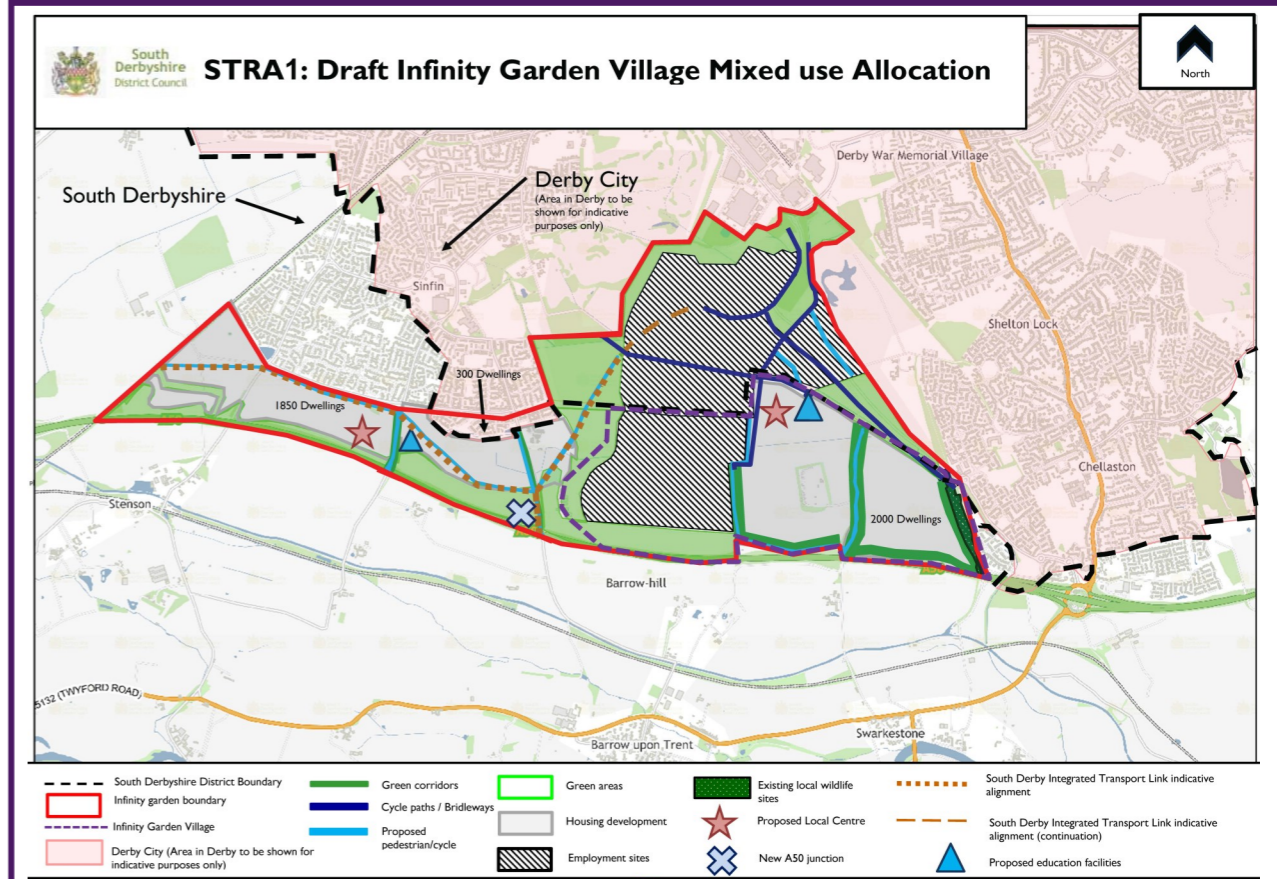 South
Derbyshire
District Council
STRA1: Draft Infinity Garden Village Mixed use Allocation
North
Derby War Memorial Village
South Derbyshire
Derby City
(Area in Derby to be
shown for indicative
purposes only)
Sinfin
Shelton Lock
300 Dwellings
1850 Dwellings
Chellaston
Stenson
2000 Dwellings
Barrow-hill
5132 (TWYFORD ROAD)
Swarkestone
Barrow upon Trent
South Derbyshire District Boundary
Infinity garden boundary
Infinity Garden Village
Derby City (Area in Derby to be shown for
indicative purposes only)
Green corridors
Cycle paths / Bridleways
Proposed
pedestrian/cycle
Green areas
Housing development
Employment sites
Existing local wildlife
sites
Proposed Local Centre
New A50 junction
South Derby Integrated Transport Link indicative
alignment
South Derby Integrated Transport Link indicative
alignment (continuation)
Proposed education facilities